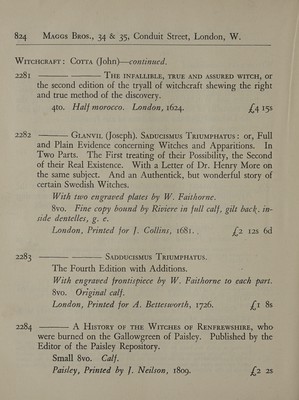 824 Maggs Bros., 34 & 35, Conduit Street, London, W.
Witchcraft: Cotta (John)—continued.
2281 ——— ——— The infallible, true and assured witch, or
the second edition of the tryall of witchcraft shewing the right
and true method of the discovery.
4to. Half morocco. London, 1624. £4 15s
2282 ——— Glanvil (Joseph). Saducismus Triumphatus: or, Full
and Plain Evidence concerning Witches and Apparitions. In
Two Parts. The First treating of their Possibility, the Second
of their Real Existence. With a Letter of Dr. Henry More on
the same subject. And an Authentick, but wonderful story of
certain Swedish Witches.
With two engraved plates by W. Faithorne.
8vo. Fine copy bound by Riviere in full calf, gilt back, in-
side dentelles, g. e.
London, Printed for J. Collins, 1681. £2 12s 6d
2283 ——— ——— Sadducismus Triumphatus.
The Fourth Edition with Additions.
With engraved frontispiece by W. Faithorne to each part.
8vo. Original calf.
London, Printed for A. Bettesworth, 1726. £1 8s
2284 ——— A History of the Witches of Renfrewshire, who
were burned on the Gallowgreen of Paisley. Published by the
Editor of the Paisley Repository.
Small 8vo. Calf.
Paisley, Printed by J. Neilson, 1809. £2 2s